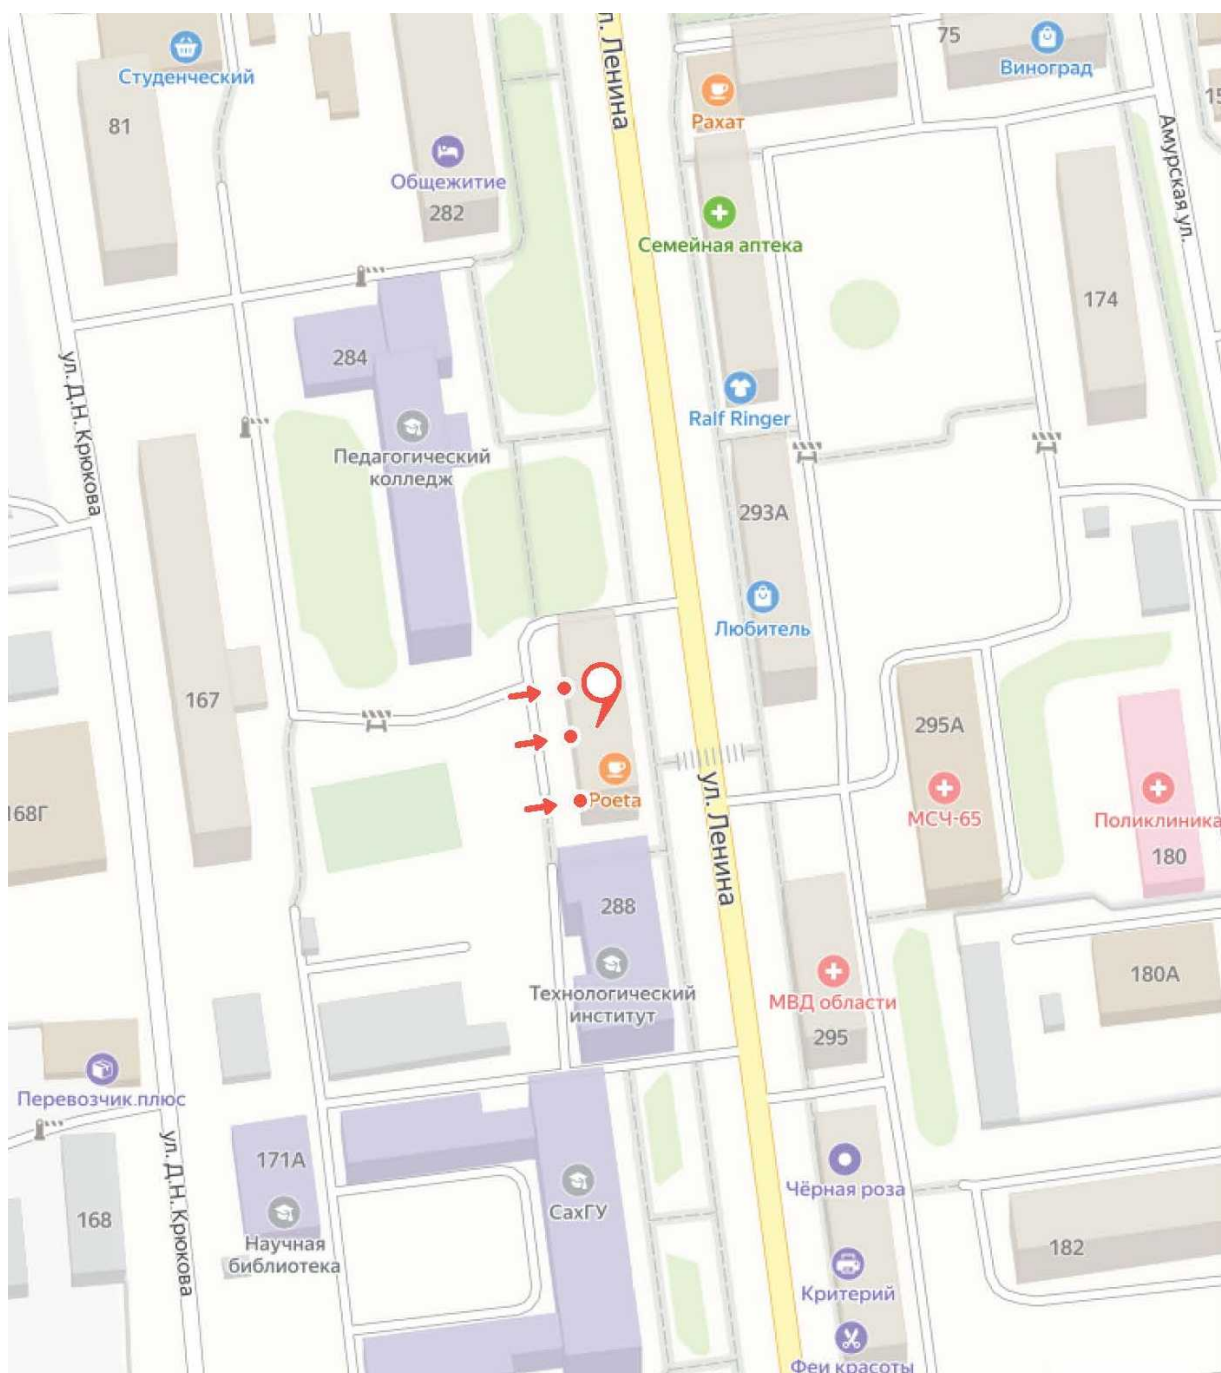 ул. Ленина
75
Виноград
Студенческий
Рахат
15
81
Амурская ул.
Общежитие
282
Семейная аптека
174
284
ул. Д.Н. Крюкова
Ralf Ringer
Педагогический
колледж
293А
Любитель
167
295А
Poeta
ул. Ленина
168Г
МСЧ-65
Поликлиника
180
288
Технологический
институт
МВД области
180А
295
Перевозчик.плюс
ул. Д.Н. Крюкова
171А
Чёрная роза
168
СахГУ
Научная
библиотека
182
Критерий
Феи красоты